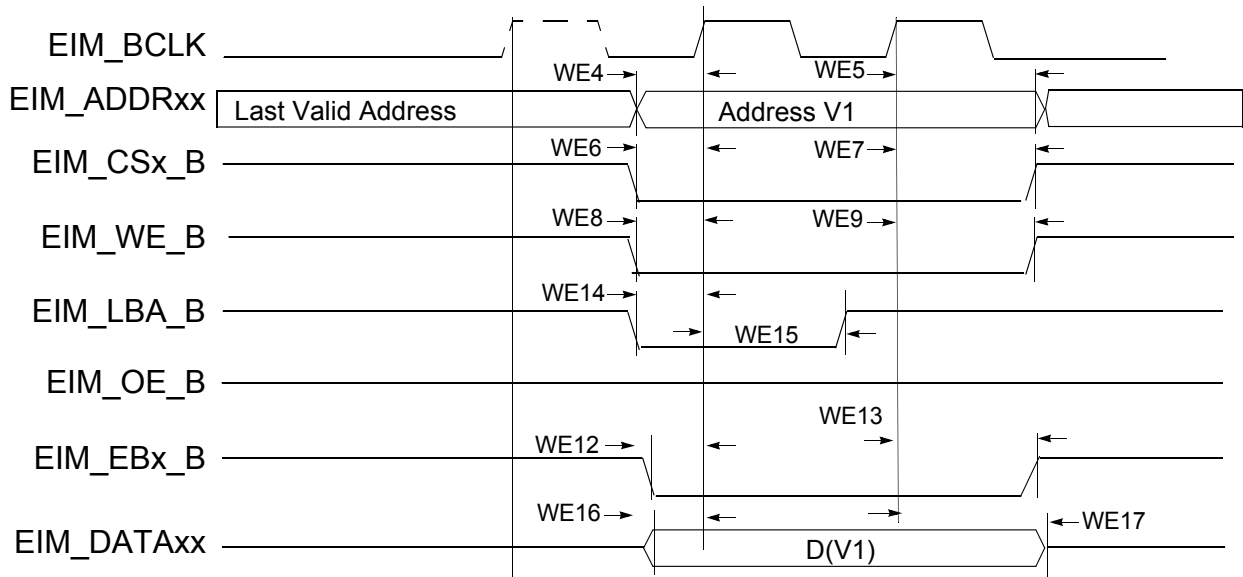 EIM_BCLK
WE4
WE5
EIM_ADDRxx
Last Valid Address
Address V1
WE6
WE7
EIM_CSx_B
WE8
WE9
EIM_WE_B
WE14
EIM_LBA_B
WE15
EIM_OE_B
WE13
WE12
EIM_EBx_B
WE16
WE17
EIM_DATAxx
D(V1)